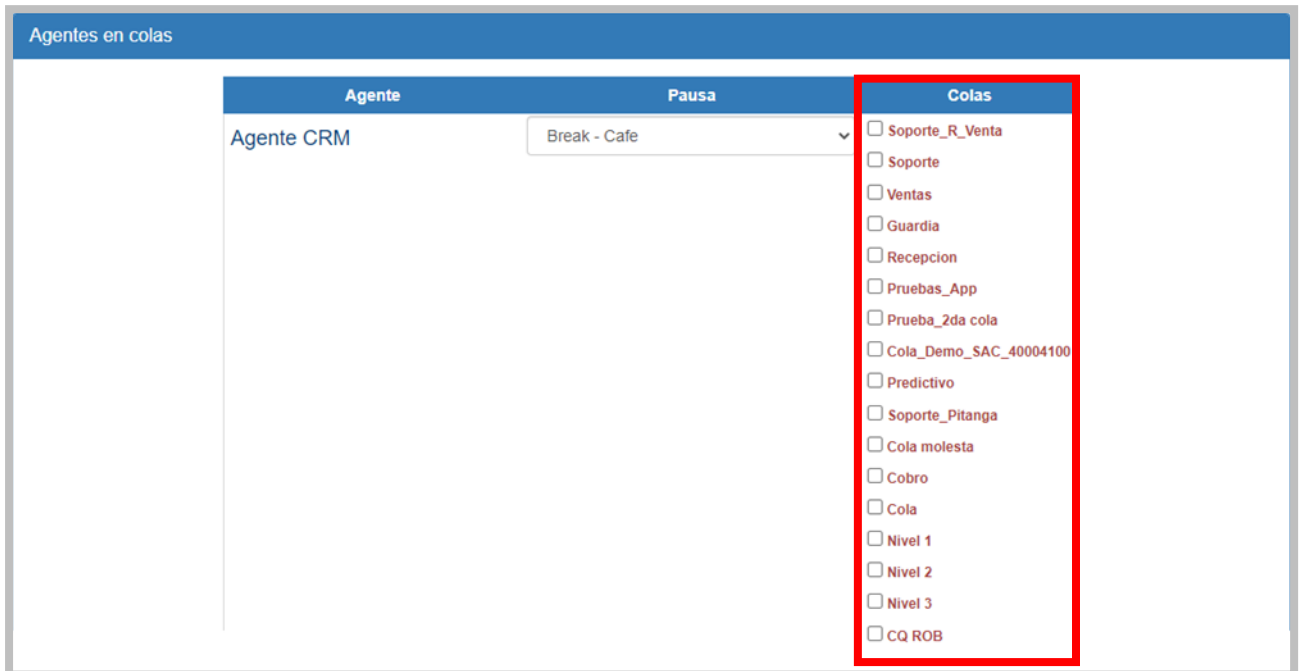 Agentes en colas
Agente Pausa Colas
Agente CRM Break - Cafe Soporte_R_Venta
Soporte
Ventas
Guardia
Recepcion
Pruebas_App
Prueba_2da cola
Cola_Demo_SAC_40004100
Predictivo
Soporte_Pitanga
Cola molesta
Cobro
Cola
Nivel 1
Nivel 2
Nivel 3
CQ ROB